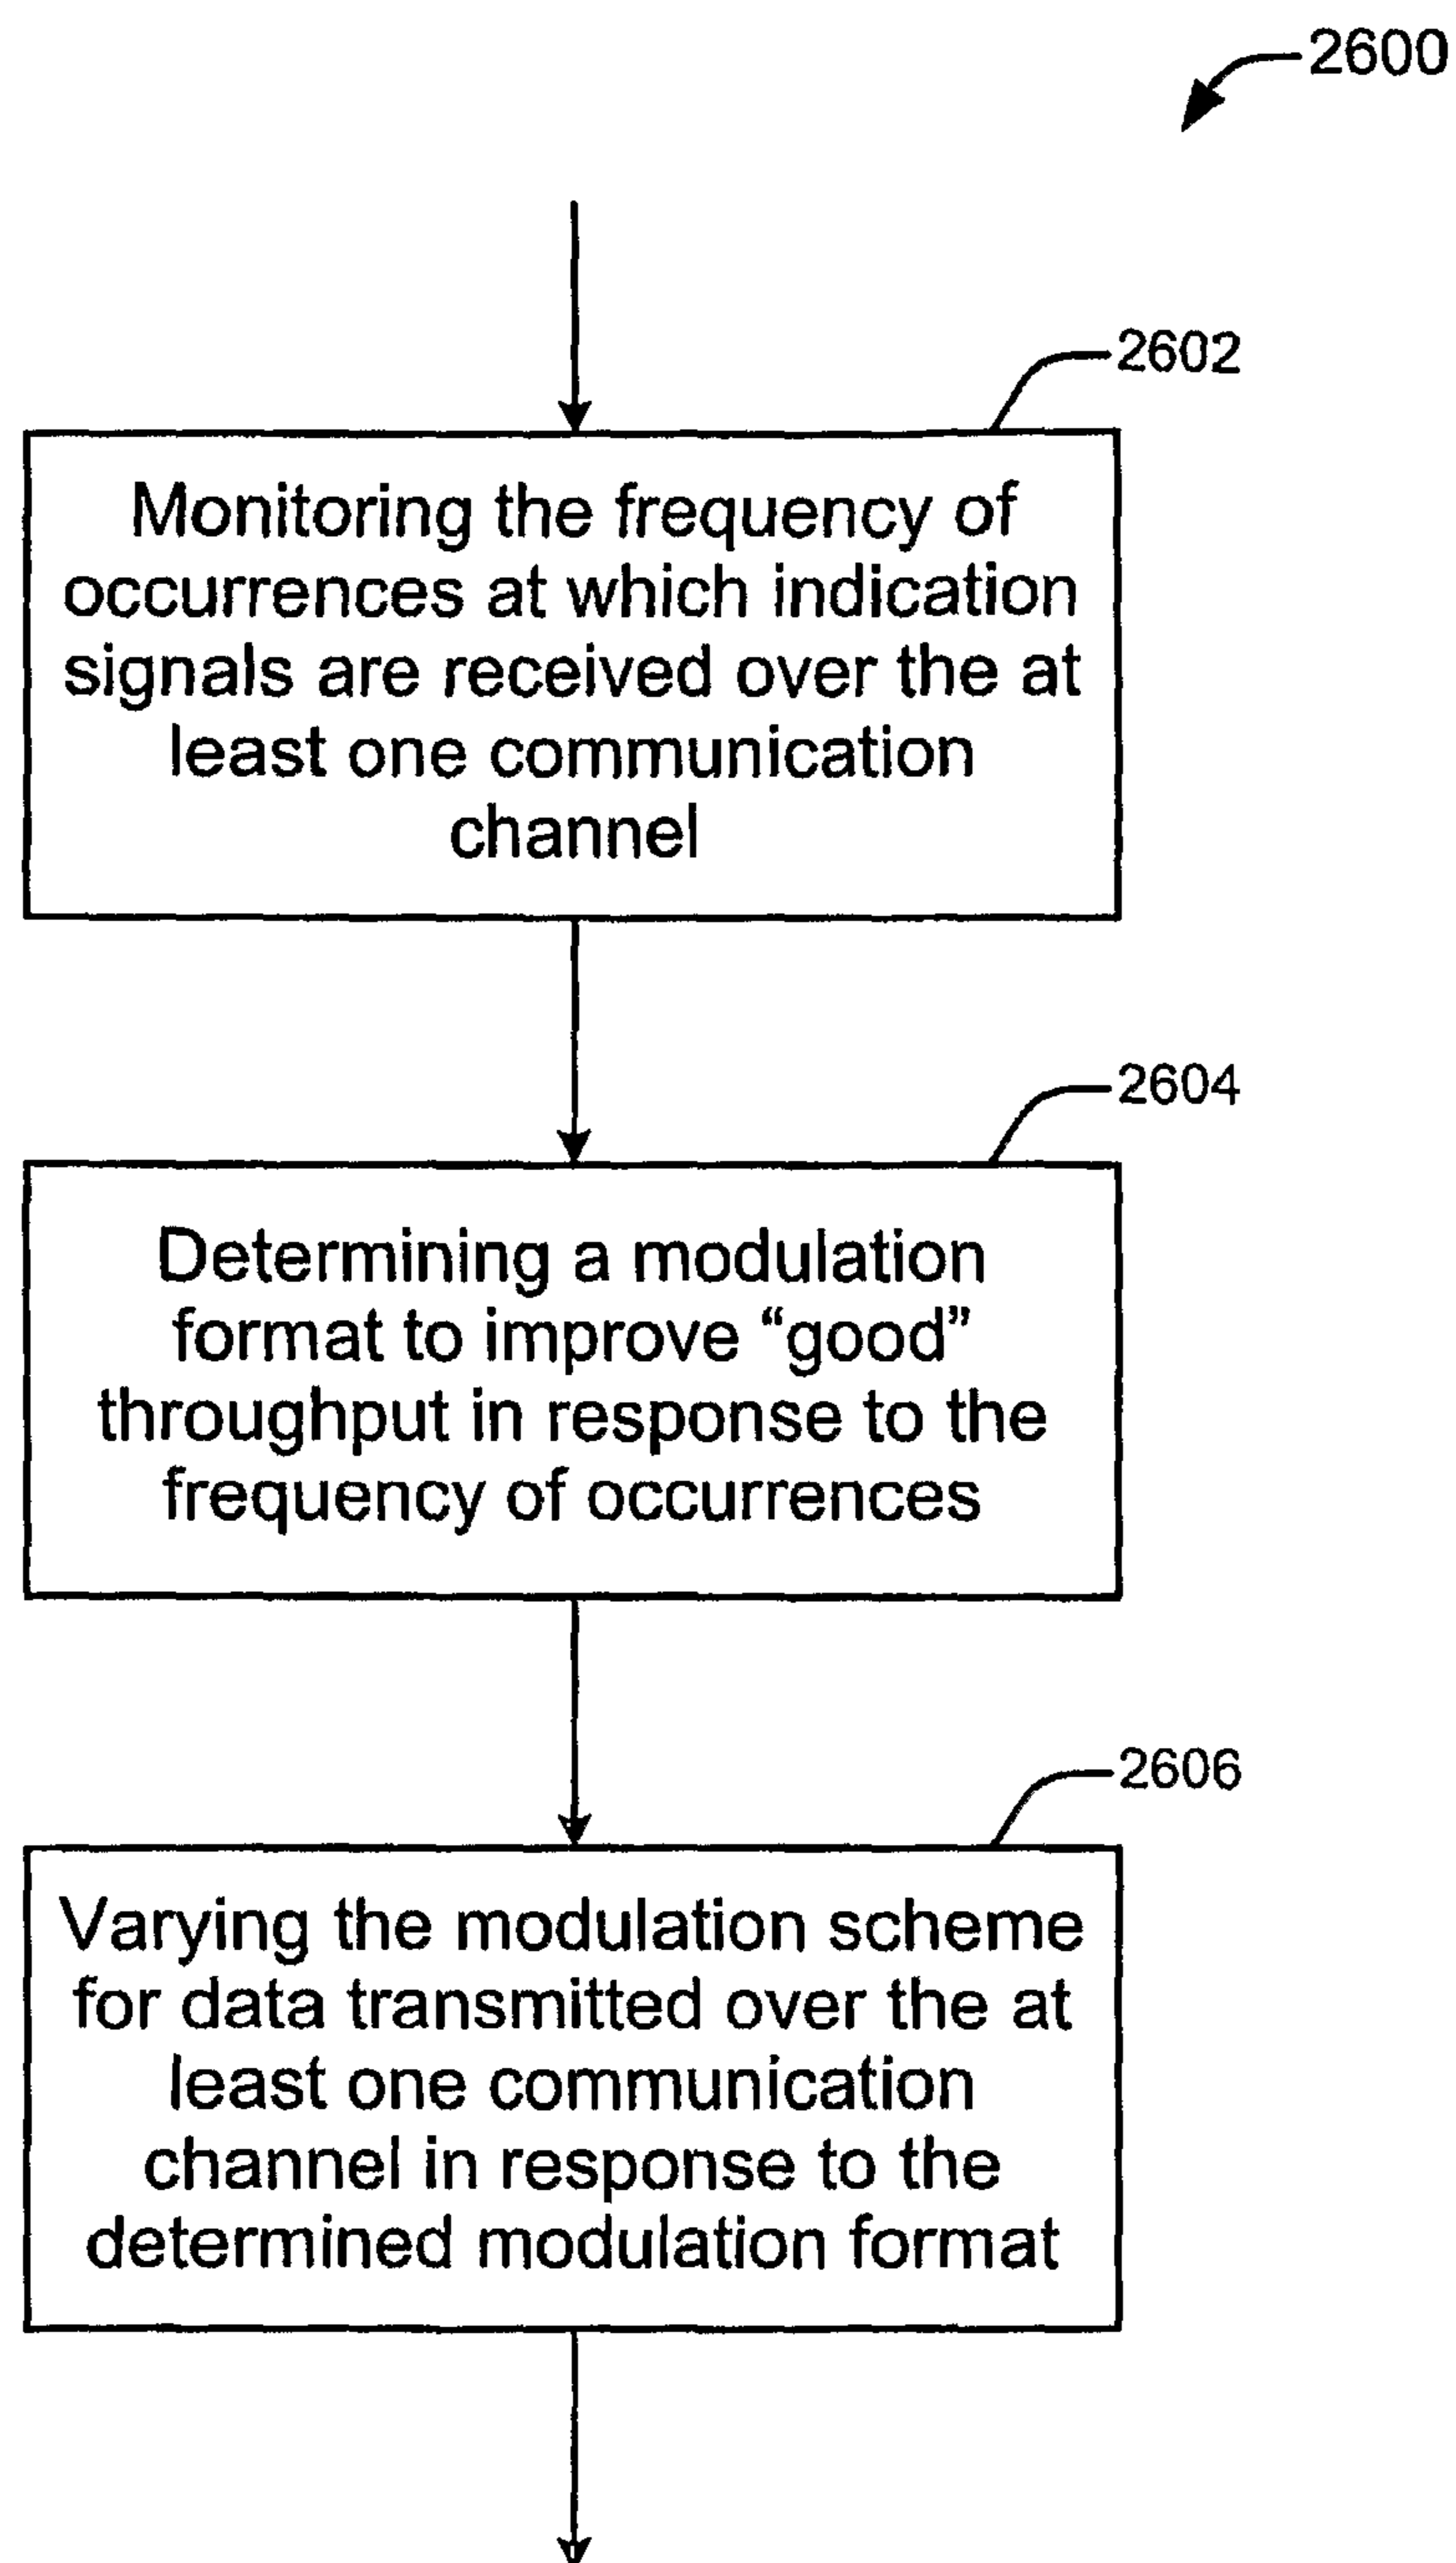 2600
2602
Monitoring the frequency of
occurrences at which indication
signals are received over the at
least one communication
channel
2604
Determining a modulation
format to improve “good”
throughput in response to the
frequency of occurrences
2606
Varying the modulation scheme
for data transmitted over the at
least one communication
channel in response to the
determined modulation format